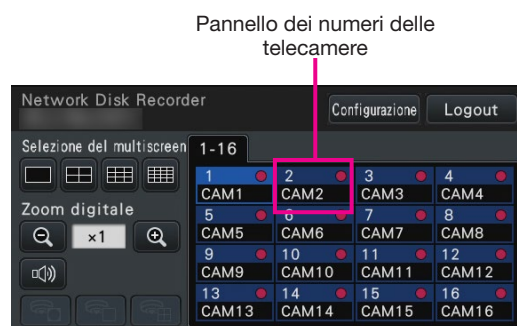 Pannello dei numeri delle
telecamere
Network Disk Recorder
Configurazione
Logout
Selezione del multiscreen
1-16
1 2 3 4
CAM1 CAM2 CAM3 CAM4
Zoom digitale
5 6 7 8
CAM5 CAM6 CAM7 CAM8
×1
9 10 11 12
CAM9 CAM10 CAM11 CAM12
13 14 15 16
CAM13 CAM14 CAM15 CAM16